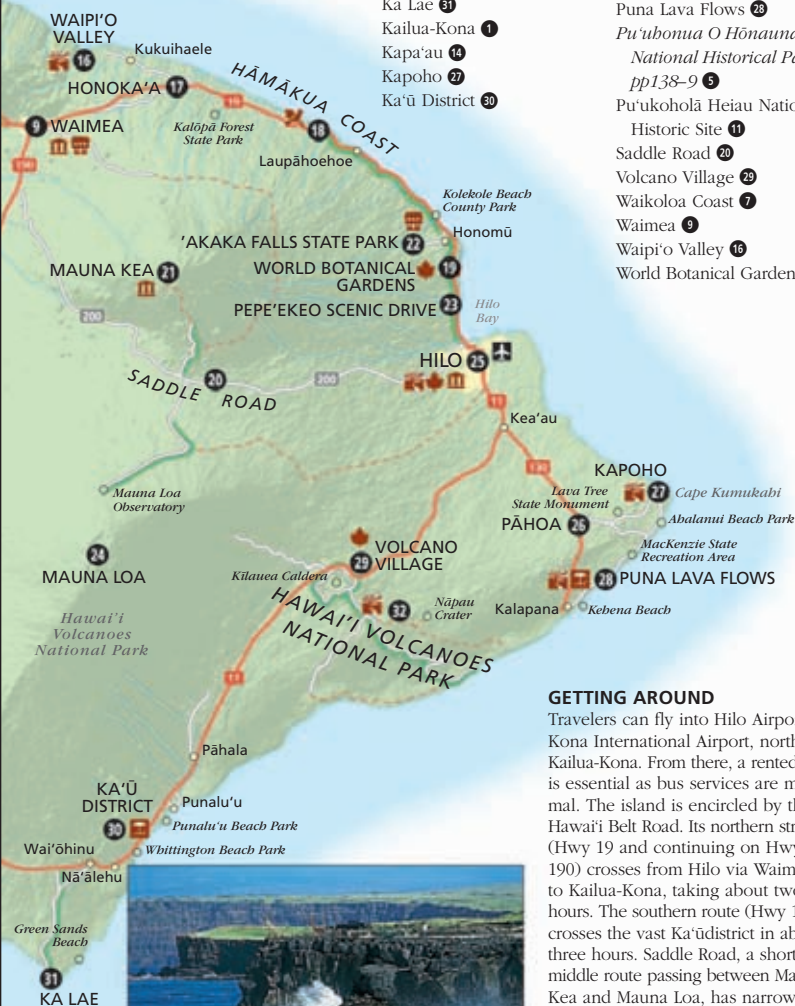 Ka Lae 31
Kailua-Kona 1
Kapa‘au 14
Kapoho 27
Ka‘ū District 30
Puna Lava Flows 28
Pu‘uhonua O Hōnauna
National Historical Pa
pp138–9 5
Pu‘ukoholā Heiau Natio
Historic Site 11
Saddle Road 20
Volcano Village 29
Waikoloa Coast 7
Waimea 9
Waipi‘o Valley 16
World Botanical Garden
WAIPI'O
VALLEY
16
Kukuihaele
HONOKA'A 17
HĀMĀKUA COAST
19
9 WAIMEA
190
Kalōpā Forest
State Park
18
Laupāhoehoe
Kolekole Beach
County Park
'AKAKA FALLS STATE PARK 22
Honomū
MAUNA KEA 21
WORLD BOTANICAL 19
GARDENS
PEPE'EKEO SCENIC DRIVE 23
Hilo
Bay
200
HILO 25
SADDLE ROAD
20
200
11
Kea‘au
130
Mauna Loa
Observatory
KAPOHO
27 Cape Kumukahi
Lava Tree
State Monument
PĀHOA 26
Ahalanui Beach Park
MacKenzie State
Recreation Area
24
MAUNA LOA
VOLCANO
29 VILLAGE
Kīlauea Caldera
28 PUNA LAVA FLOWS
Kalapana
Kehena Beach
32
Nāpau
Crater
HAWAI'I VOLCANOES
NATIONAL PARK
Hawai‘i
Volcanoes
National Park
11
Pāhala
KA'Ū
DISTRICT
30
Punalu‘u
Punalu‘u Beach Park
Whittington Beach Park
Wai‘ōhinu
Nā‘ālehu
Green Sands
Beach
31
KA LAE
GETTING AROUND
Travelers can fly into Hilo Airpo
Kona International Airport, north
Kailua-Kona. From there, a rented
is essential as bus services are m
mal. The island is encircled by th
Hawai‘i Belt Road. Its northern str
(Hwy 19 and continuing on Hwy
190) crosses from Hilo via Waim
to Kailua-Kona, taking about two
hours. The southern route (Hwy 1
crosses the vast Ka‘ūdistrict in ab
three hours. Saddle Road, a short
middle route passing between Ma
Kea and Mauna Loa, has narrow